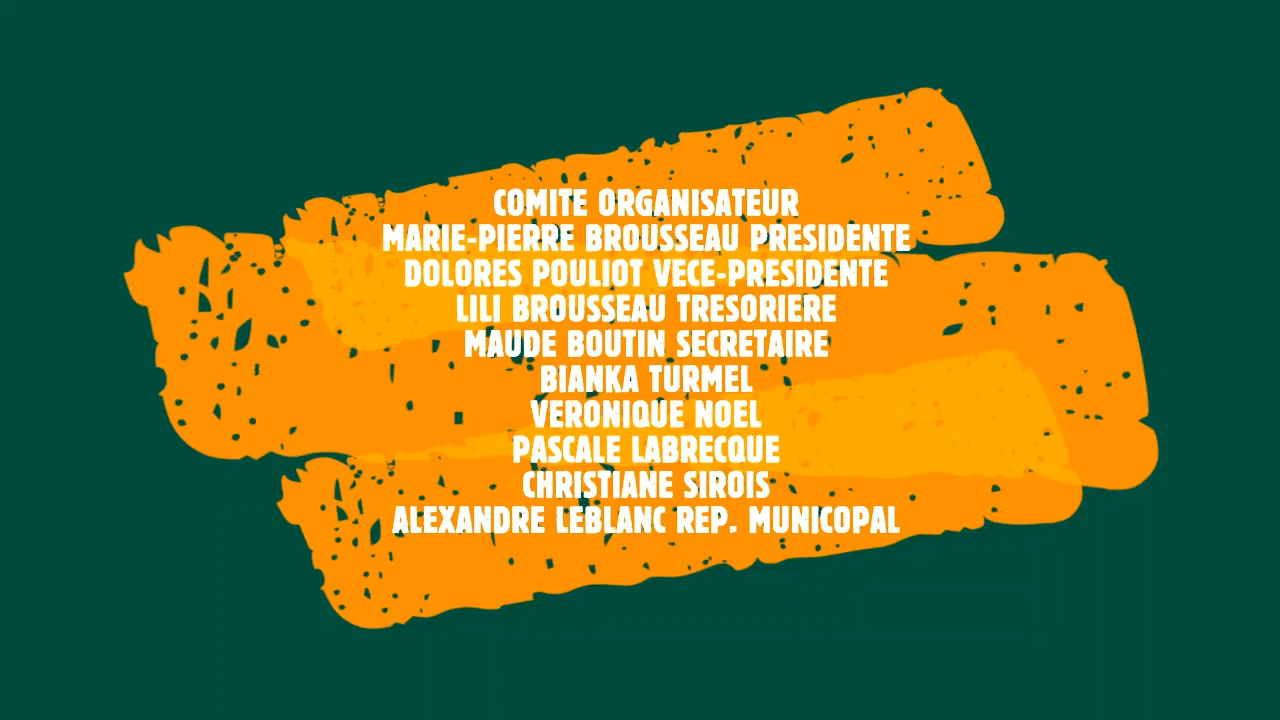 COMITE ORGANISATEUR
MARIE-PIERRE BROUSSEAU PRESIDENTE
DOLORES POULIOT VECE-PRESIDENTE
LILI BROUSSEAU TRESORIERE
MAUDE BOUTIN SECRETAIRE
BIANKA TURMEL
VERONIQUE NOEL
PASCALE LABRECQUE
CHRISTIANE SIROIS
ALEXANDRE LEBLANC REP. MUNICOPAL